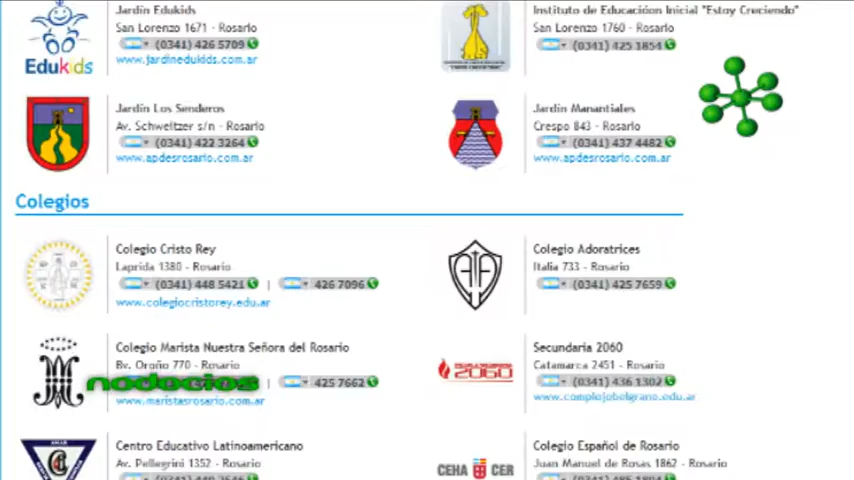 Edukids
Jardín Edukids
San Lorenzo 1671 - Rosario
(0341) 426 5709
www.jardinedukids.com.ar
Instituto de Educacíoon Inicial "Estoy Creciendo"
San Lorenzo 1760 - Rosario
(0341) 425 1854
Jardín Los Senderos
Av. Schweitzer s/n - Rosario
(0341) 422 3264
www.apdesrosario.com.ar
Jardín Manantiales
Crespo 843 - Rosario
(0341) 437 4482
www.apdesrosario.com.ar
Colegios
Colegio Cristo Rey
Laprida 1380 - Rosario
(0341) 448 5421 | 426 7096
www.colegiocristorey.edu.ar
Colegio Adoratrices
Italia 733 - Rosario
(0341) 425 7659
Colegio Marista Nuestra Señora del Rosario
Bv. Oroño 770 - Rosario
nodocios
425 7662
www.maristasrosario.com.ar
2060
Secundaria 2060
Catamarca 2451 - Rosario
(0341) 436 1302
www.complejobelgrano.edu.ar
Centro Educativo Latinoamericano
Av. Pellegrini 1352 - Rosario
CEHA CER
Colegio Español de Rosario
Juan Manuel de Rosas 1862 - Rosario